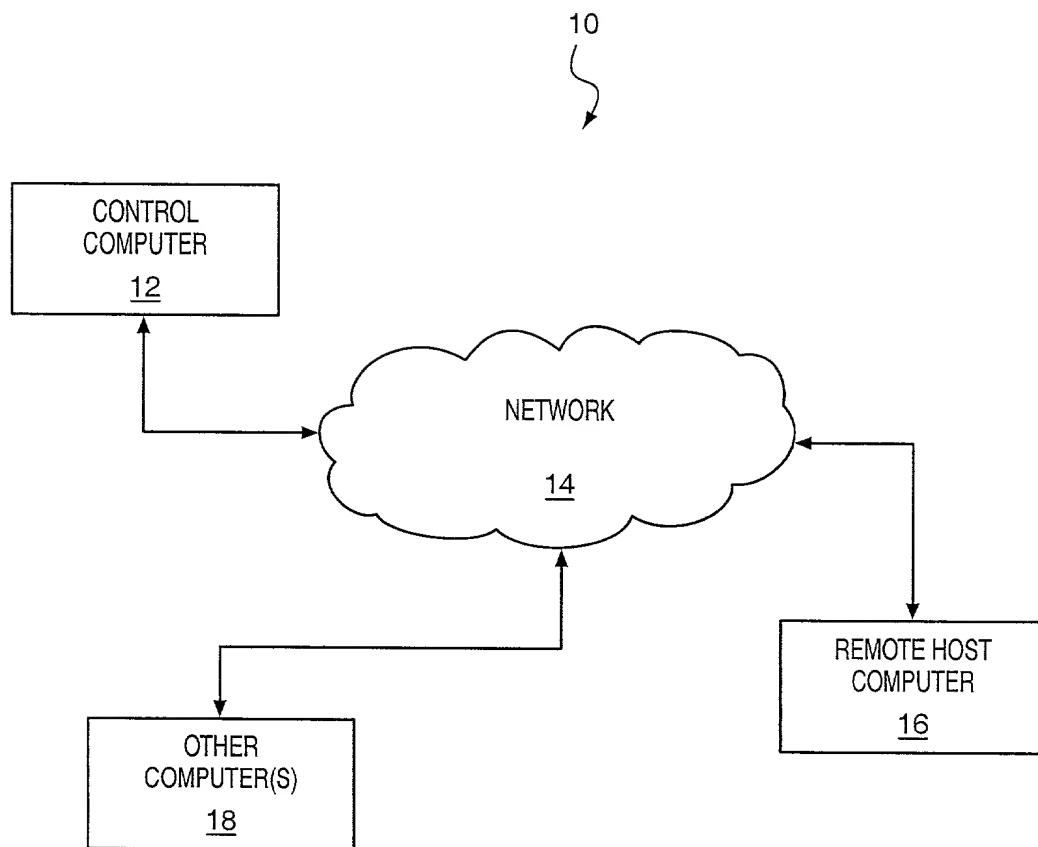 10
CONTROL
COMPUTER
12
NETWORK
14
REMOTE HOST
COMPUTER
16
OTHER
COMPUTER(S)
18